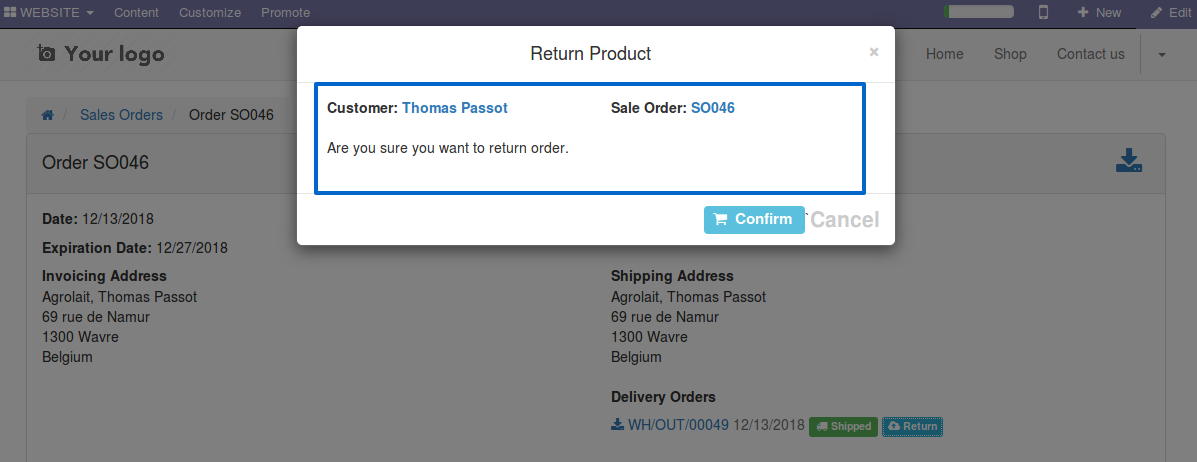 WEBSITE Content Customize Promote New Edit
Your logo Home Shop Contact us
Return Product ×
Customer: Thomas Passot Sale Order: SO046
Are you sure you want to return order.
Confirm ` Cancel
/ Sales Orders / Order SO046
Order SO046
Date: 12/13/2018
Expiration Date: 12/27/2018
Invoicing Address
Agrolait, Thomas Passot
69 rue de Namur
1300 Wavre
Belgium
Shipping Address
Agrolait, Thomas Passot
69 rue de Namur
1300 Wavre
Belgium
Delivery Orders
WH/OUT/00049 12/13/2018 Shipped Return